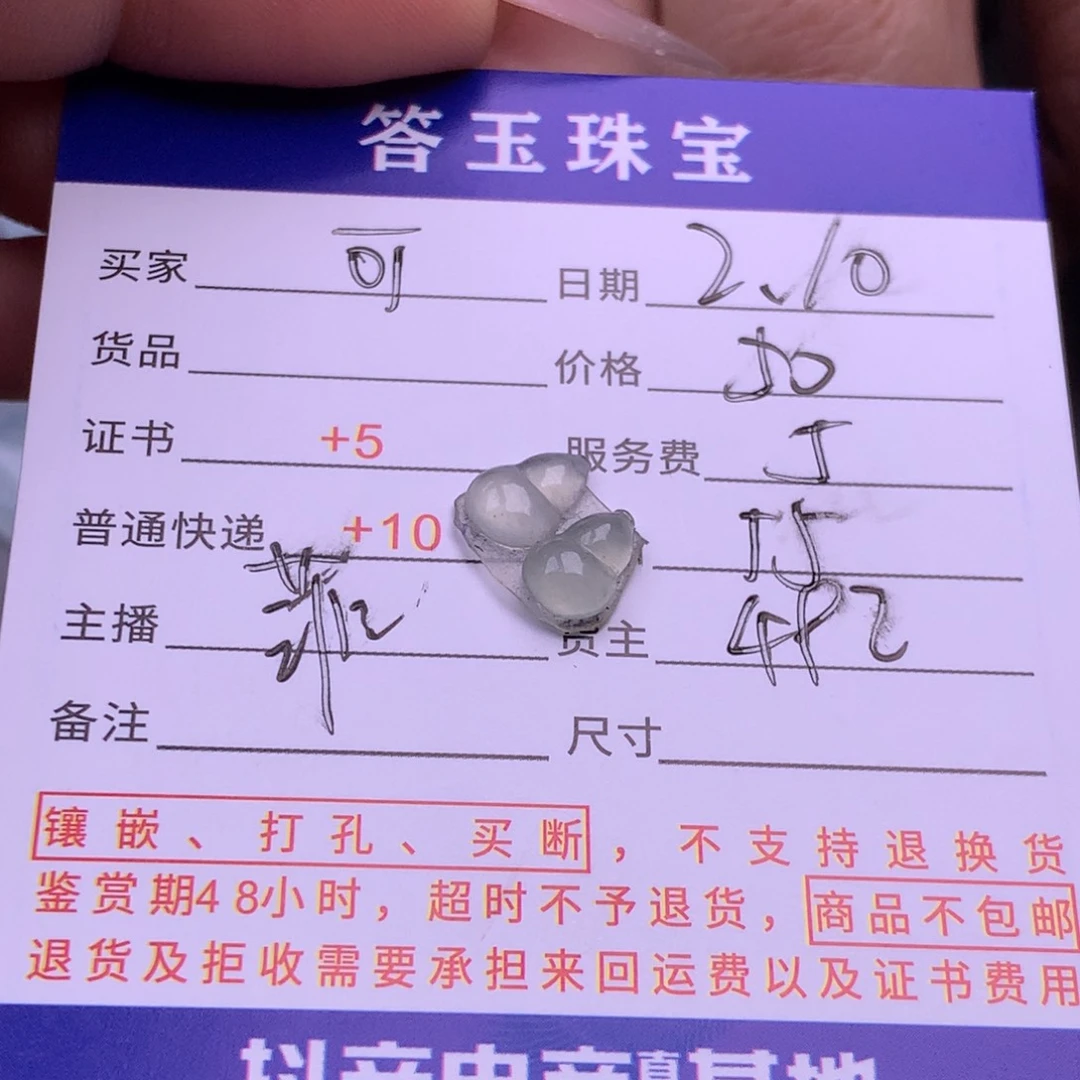 答玉珠宝
买家 可 日期 2.10
货品 价格 50
证书 +5 服务费 5
普通快递 +10 55
主播 货主
备注 尺寸
镶嵌、打孔、买断,不支持退换货
鉴赏期48小时,超时不予退货,商品不包邮
退货及拒收需要承担来回运费以及证书费用